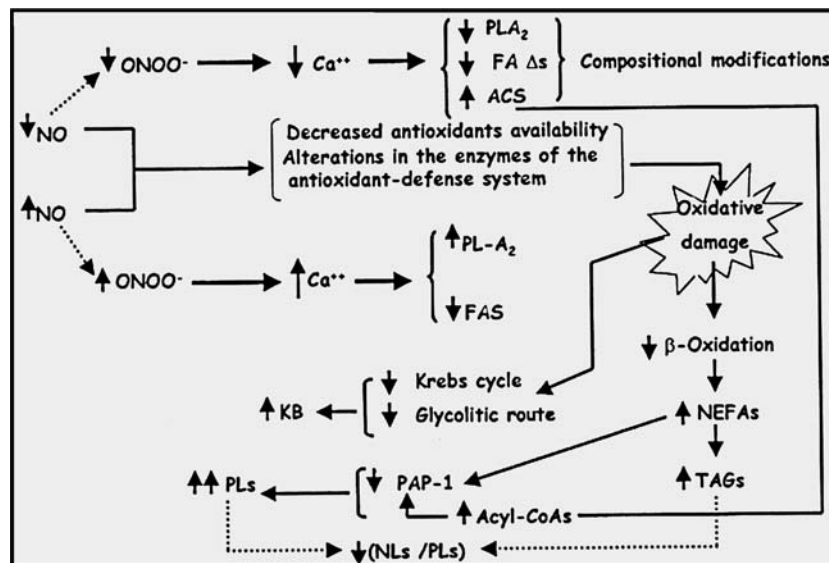 ↓ ONOO⁻ → ↓ Ca⁺⁺ →
↓ PLA₂
↓ FA Δs
↑ ACS
Compositional modifications
↓NO
Decreased antioxidants availability
Alterations in the enzymes of the
antioxidant-defense system
↑NO
Oxidative
damage
↑ ONOO⁻ → ↑ Ca⁺⁺ →
↑ PL-A₂
↓ FAS
↓ β-Oxidation
↓ Krebs cycle
↓ Glycolitic route
↑ KB
↑ NEFAs
↑↑ PLs
↓ PAP-1
↑ TAGs
↑ Acyl-CoAs
↓(NLs /PLs)